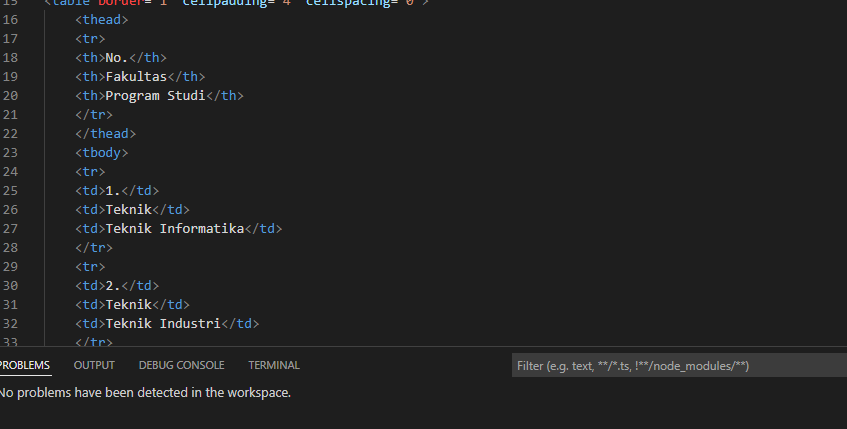 15 <table border="1" cellpadding="4" cellspacing="0">
16 <thead>
17 <tr>
18 <th>No.</th>
19 <th>Fakultas</th>
20 <th>Program Studi</th>
21 </tr>
22 </thead>
23 <tbody>
24 <tr>
25 <td>1.</td>
26 <td>Teknik</td>
27 <td>Teknik Informatika</td>
28 </tr>
29 <tr>
30 <td>2.</td>
31 <td>Teknik</td>
32 <td>Teknik Industri</td>
33 </tr>
PROBLEMS OUTPUT DEBUG CONSOLE TERMINAL Filter (e.g. text, **/*.ts, !**/node_modules/**)
No problems have been detected in the workspace.